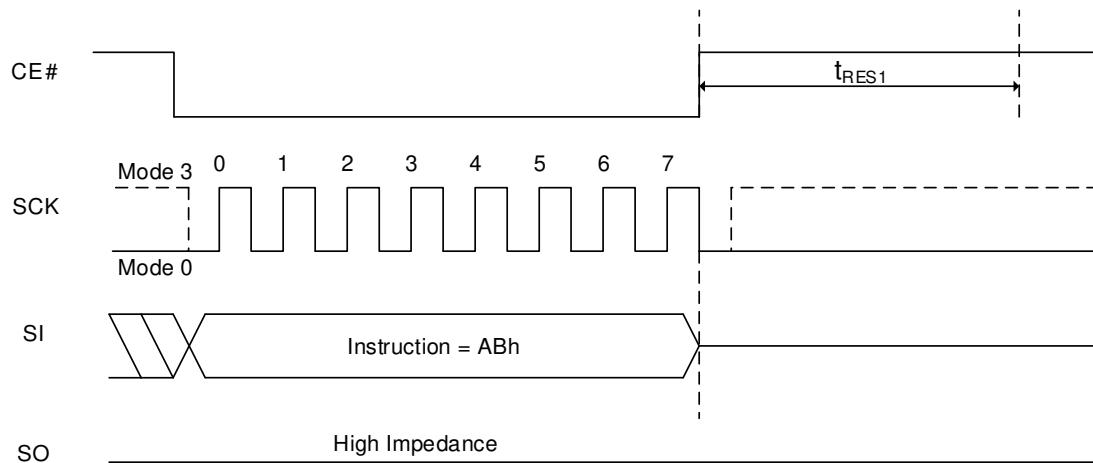 CE#
tRES1
Mode 3
0 1 2 3 4 5 6 7
SCK
Mode 0
SI
Instruction = ABh
SO
High Impedance